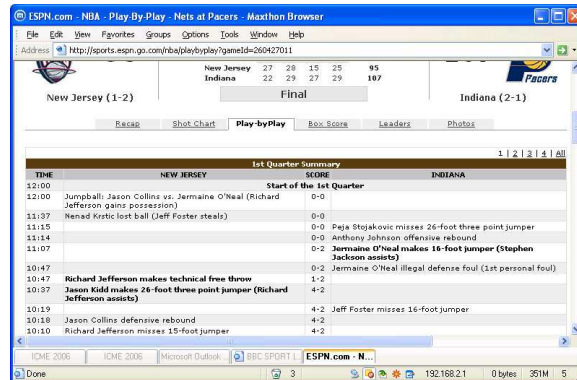 ESPN.com - NBA - Play-By-Play - Nets at Pacers - Maxthon Browser
File Edit View Favorites Groups Options Tools Window Help
Address http://sports.espn.go.com/nba/playbyplay?gameId=260427011
New Jersey 27 28 15 25 95
Indiana 22 29 27 29 107
Pacers
New Jersey (1-2) Final Indiana (2-1)
Recap Shot Chart Play-byPlay Box Score Leaders Photos
1 | 2 | 3 | 4 | All
1st Quarter Summary
TIME NEW JERSEY SCORE INDIANA
12:00 Start of the 1st Quarter
12:00 Jumpball: Jason Collins vs. Jermaine O'Neal (Richard 0-0
Jefferson gains possession)
11:37 Nenad Krstic lost ball (Jeff Foster steals) 0-0
11:15 0-0 Peja Stojakovic misses 26-foot three point jumper
11:14 0-0 Anthony Johnson offensive rebound
11:07 0-2 Jermaine O'Neal makes 16-foot jumper (Stephen
Jackson assists)
10:47 0-2 Jermaine O'Neal illegal defense foul (1st personal foul)
10:47 Richard Jefferson makes technical free throw 1-2
10:37 Jason Kidd makes 26-foot three point jumper (Richard 4-2
Jefferson assists)
10:19 4-2 Jeff Foster misses 16-foot jumper
10:18 Jason Collins defensive rebound 4-2
10:10 Richard Jefferson misses 15-foot jumper 4-2
ICME 2006 ICME 2006 Microsoft Outlook BBC SPORT ESPN.com - N...
Done 3 192.168.2.1 0 bytes 351M 5